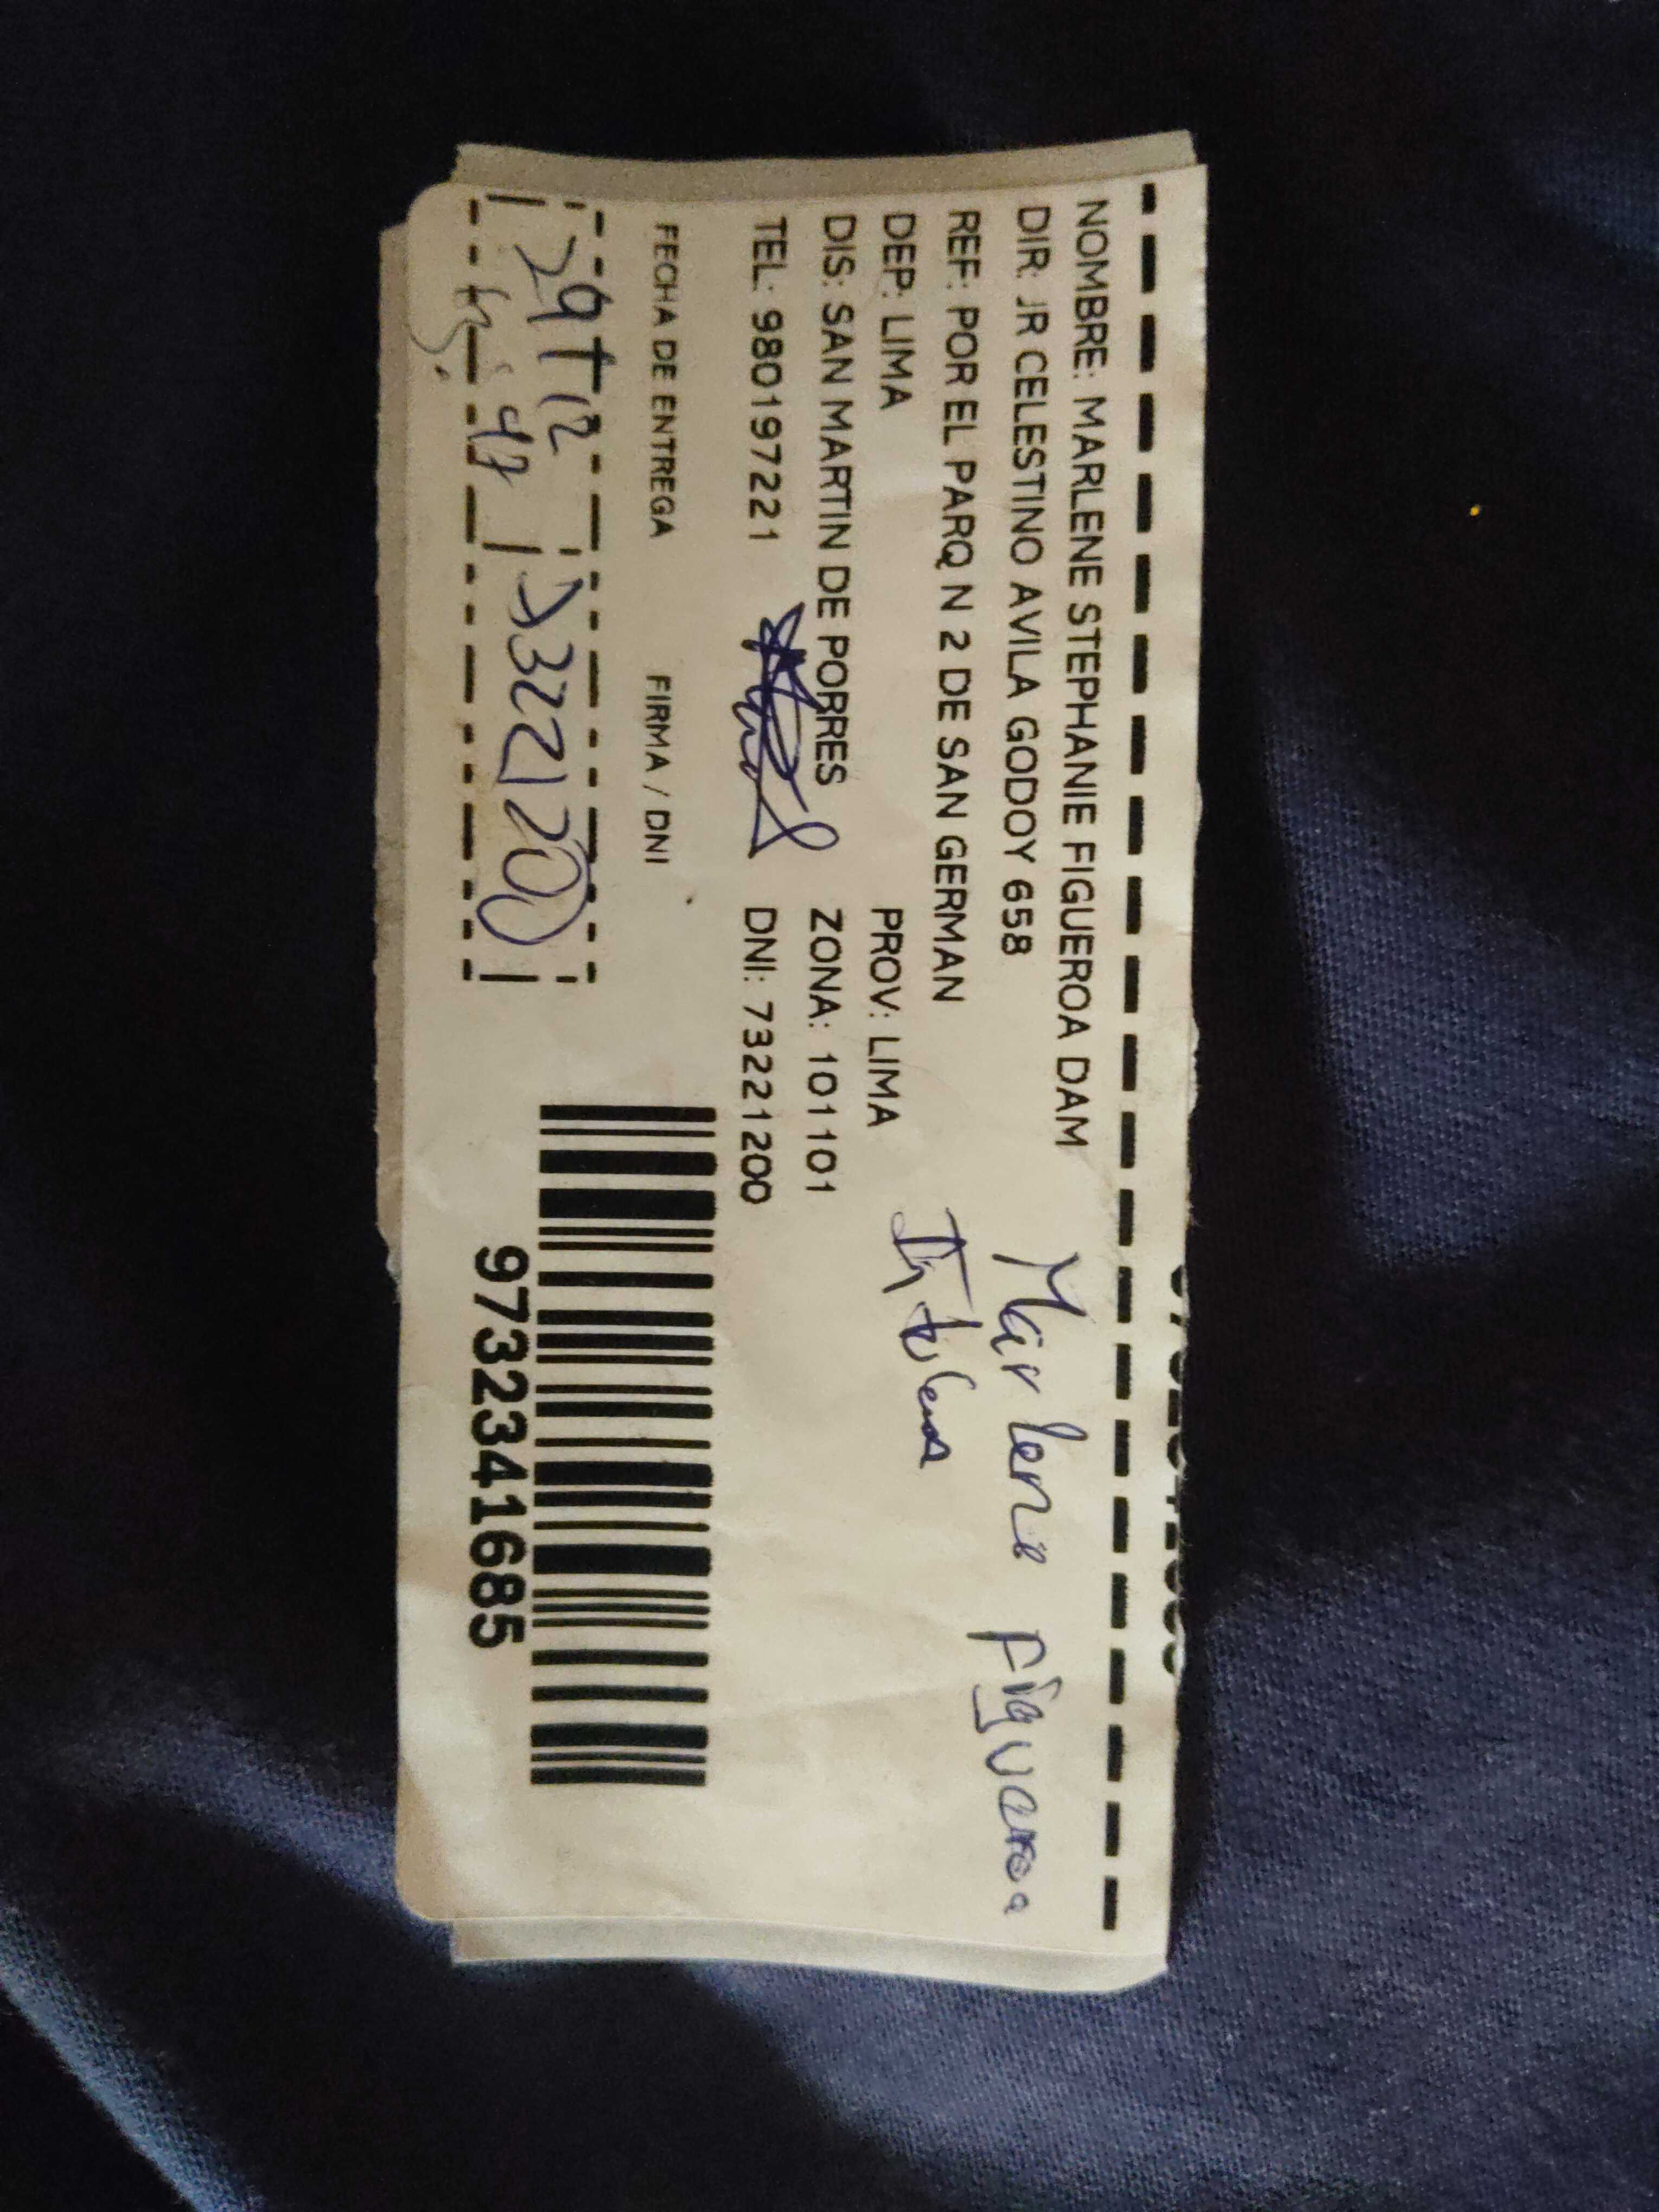 NOMBRE: MARLENE STEPHANIE FIGUEROA DAM
DIR: JR CELESTINO AVILA GODOY 658
Marlene Figueroa
REF: POR EL PARQ N 2 DE SAN GERMAN
DEP: LIMA PROV: LIMA
DIS: SAN MARTIN DE PORRES ZONA: 101101
TEL: 980197221 DNI: 73221200
FECHA DE ENTREGA FIRMA / DNI
29 12 73221200
9732341685